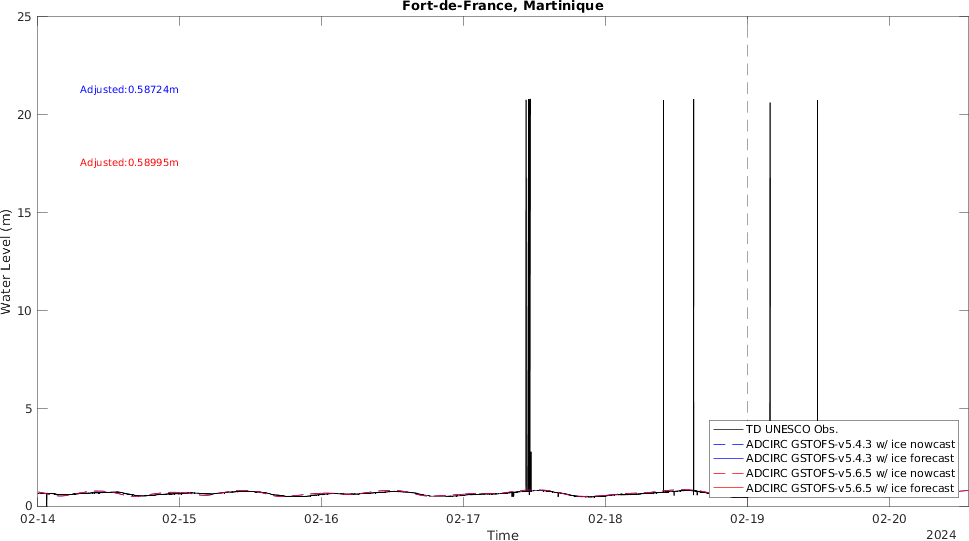 Fort-de-France, Martinique
25
Adjusted:0.58724m
20
Adjusted:0.58995m
15
Water Level (m)
10
5
TD UNESCO Obs.
ADCIRC GSTOFS-v5.4.3 w/ ice nowcast
ADCIRC GSTOFS-v5.4.3 w/ ice forecast
ADCIRC GSTOFS-v5.6.5 w/ ice nowcast
ADCIRC GSTOFS-v5.6.5 w/ ice forecast
0
02-14 02-15 02-16 02-17 02-18 02-19 02-20
Time
2024